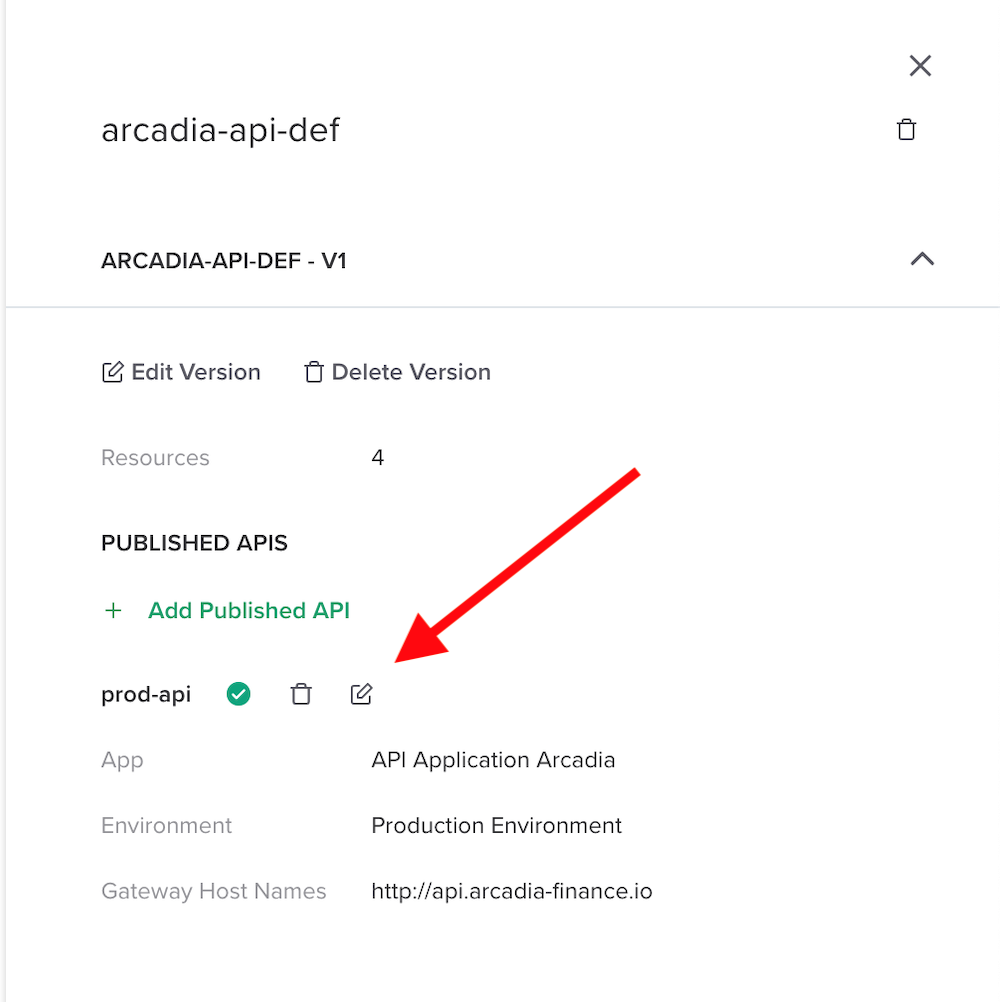 arcadia-api-def
ARCADIA-API-DEF - V1
Edit Version Delete Version
Resources 4
PUBLISHED APIS
+ Add Published API
prod-api
App API Application Arcadia
Environment Production Environment
Gateway Host Names http://api.arcadia-finance.io